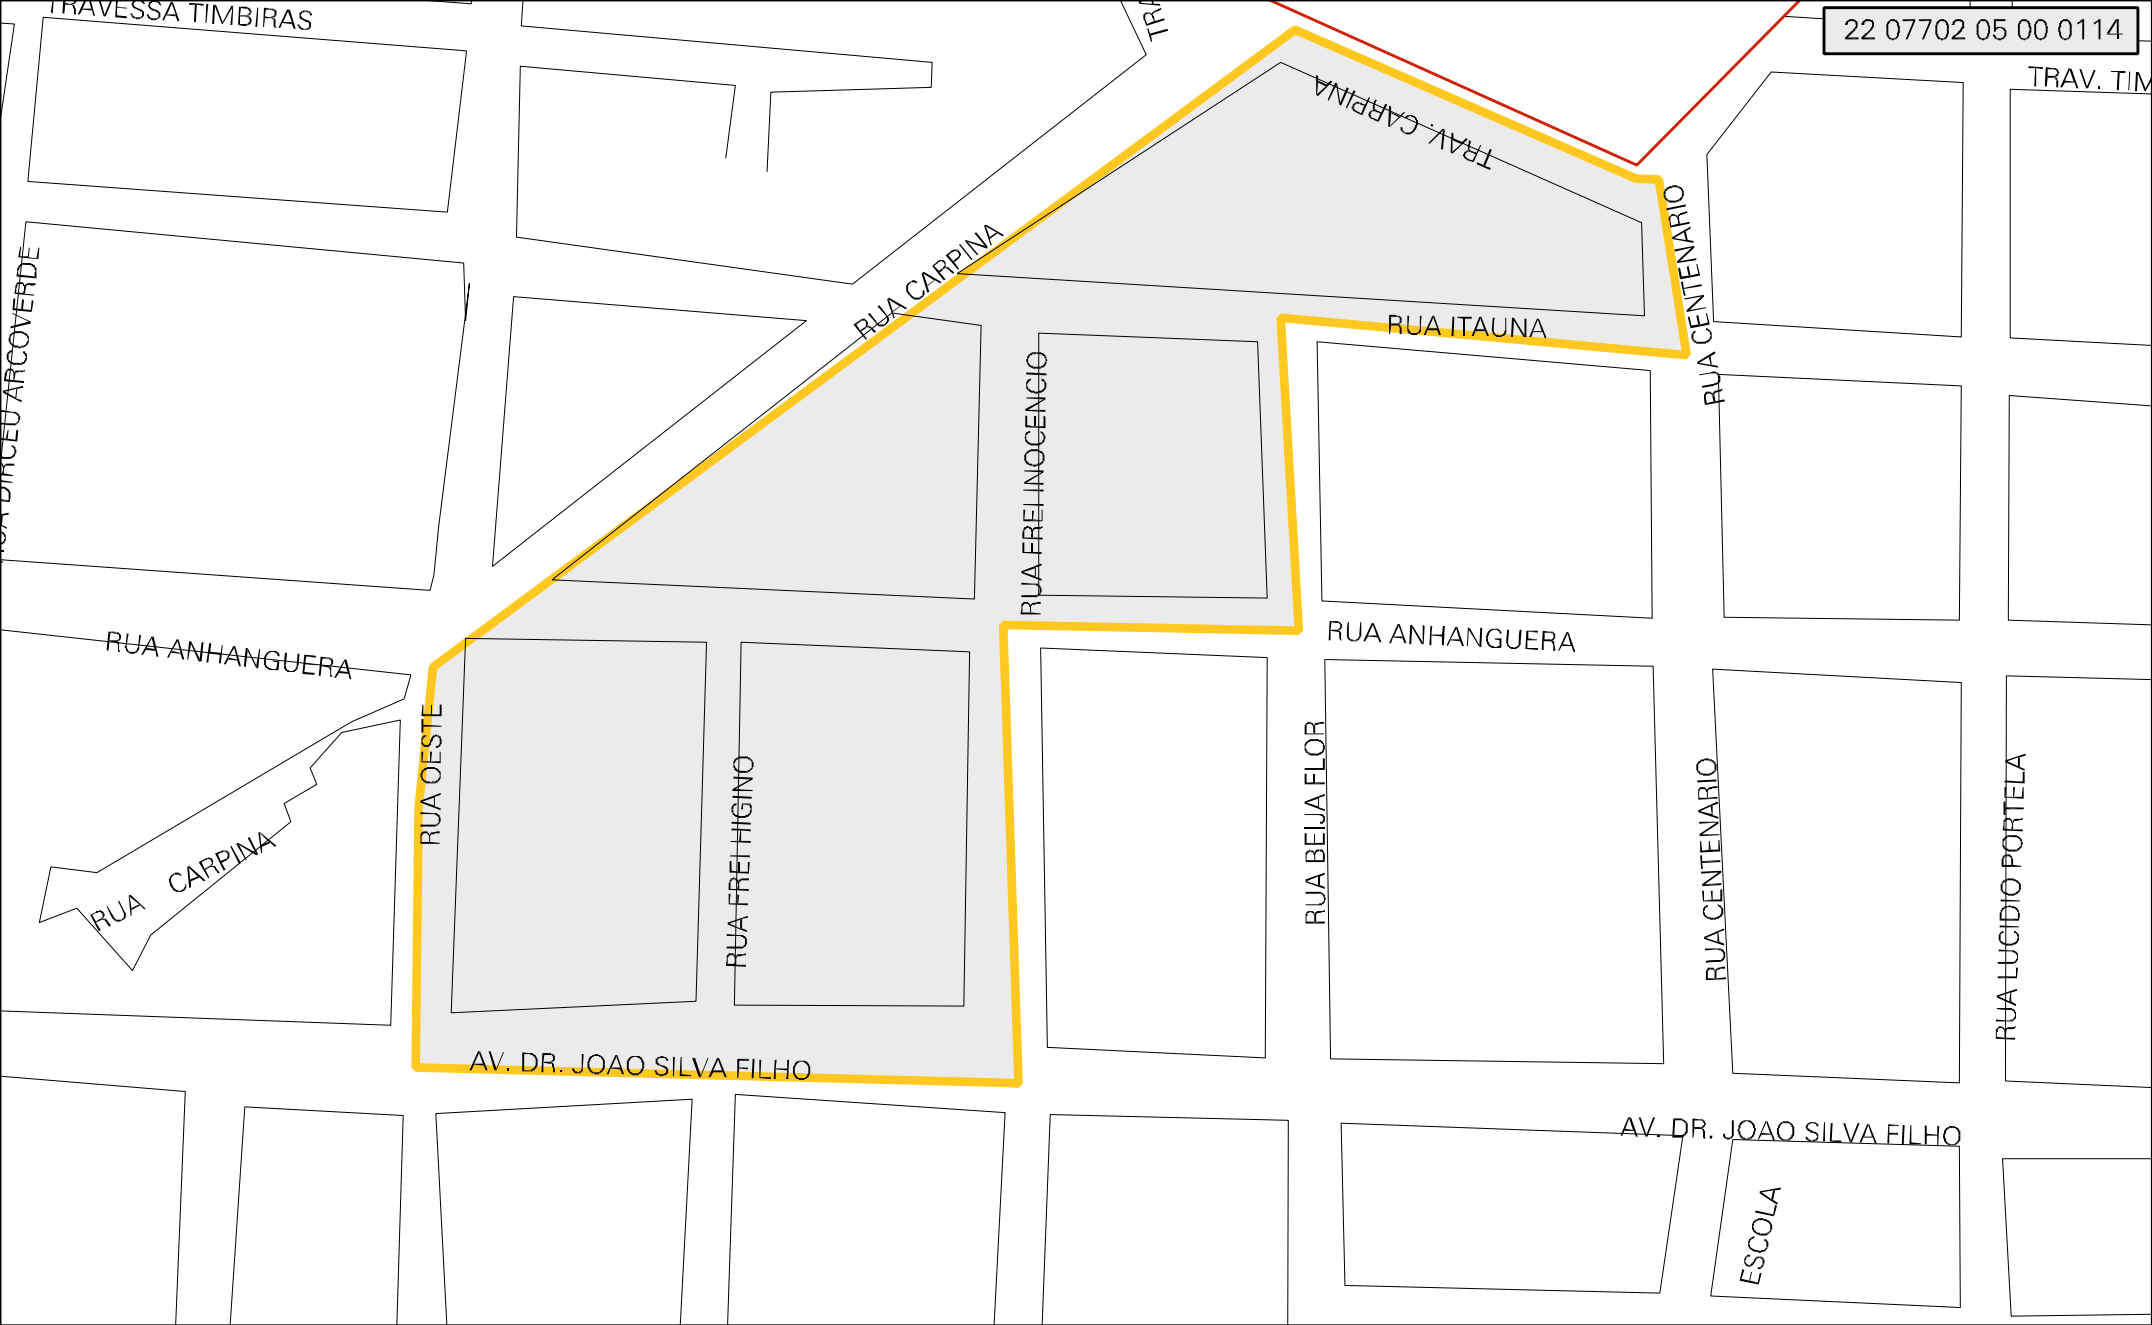 TRAVESSA TIMBIRAS
22 07702 05 00 0114
TRAV. TIM
TRAV. CARPINA
RUA CENTENARIO
RUA CARPINA
DIRCEU ARCOVERDE
RUA ITAUNA
RUA FREI INOCENCIO
RUA ANHANGUERA
RUA ANHANGUERA
RUA OESTE
RUA FREI HIGINO
RUA BEIJA FLOR
RUA CENTENARIO
RUA LUCIDIO PORTELA
RUA CARPINA
AV. DR. JOAO SILVA FILHO
AV. DR. JOAO SILVA FILHO
ESCOLA